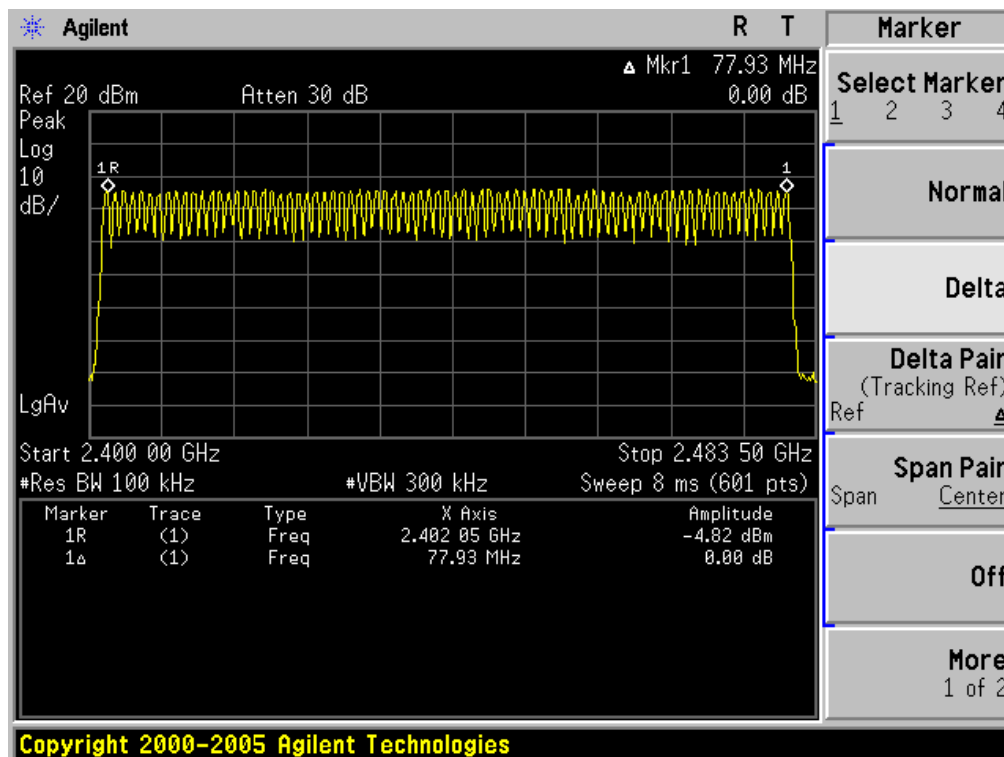 Agilent R T
Δ Mkr1 77.93 MHz
Ref 20 dBm Atten 30 dB 0.00 dB
Peak
Log
10
dB/
1R
1
LgAv
Start 2.400 00 GHz Stop 2.483 50 GHz
#Res BW 100 kHz #VBW 300 kHz Sweep 8 ms (601 pts)
Marker Trace Type X Axis Amplitude
1R (1) Freq 2.402 05 GHz -4.82 dBm
1Δ (1) Freq 77.93 MHz 0.00 dB
Marker
Select Marker
1 2 3 4
Normal
Delta
Delta Pair
(Tracking Ref)
Ref Δ
Span Pair
Span Center
Off
More
1 of 2
Copyright 2000-2005 Agilent Technologies